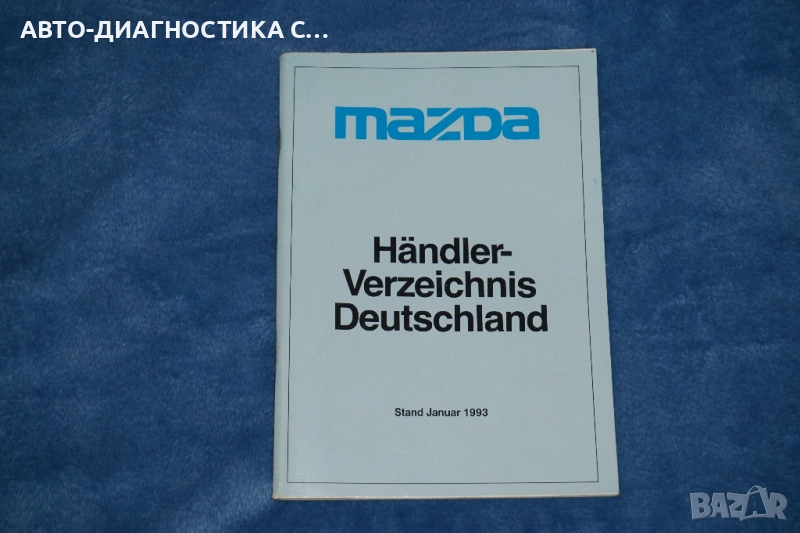 АВТО-ДИАГНОСТИКА С...
mazda
Händler-
Verzeichnis
Deutschland
Stand Januar 1993
BAZAR